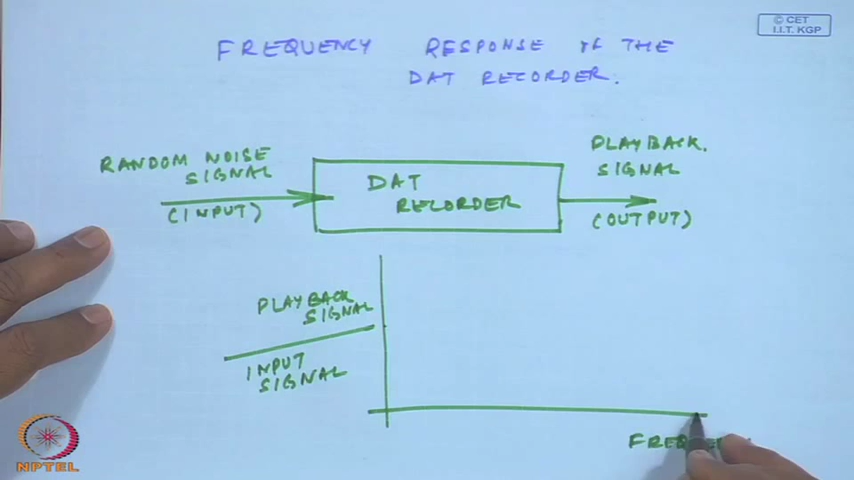 © CET
I.I.T. KGP
FREQUENCY RESPONSE OF THE
DAT RECORDER.
RANDOM NOISE
SIGNAL
(INPUT)
DAT
RECORDER
PLAYBACK.
SIGNAL
(OUTPUT)
PLAYBACK
SIGNAL
INPUT
SIGNAL
NPTEL